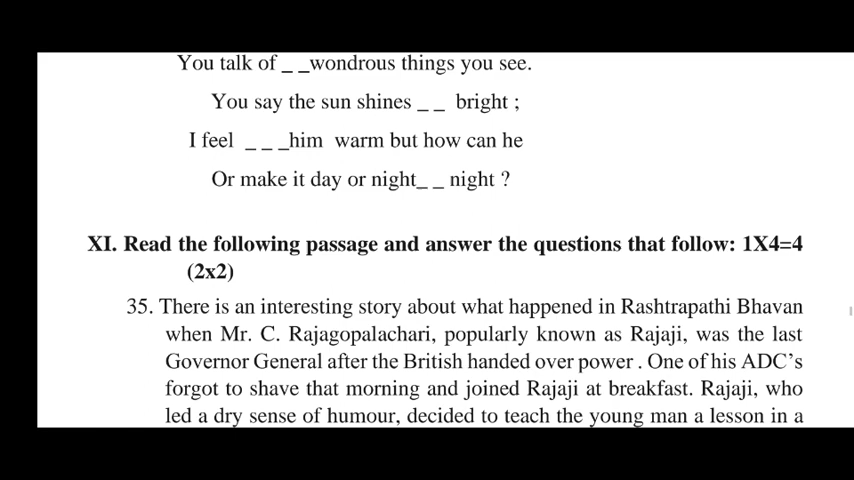 You talk of _ _wondrous things you see.
You say the sun shines _ _ bright ;
I feel _ _ _him warm but how can he
Or make it day or night_ _ night ?
XI. Read the following passage and answer the questions that follow: 1X4=4
(2x2)
35. There is an interesting story about what happened in Rashtrapathi Bhavan
when Mr. C. Rajagopalachari, popularly known as Rajaji, was the last
Governor General after the British handed over power . One of his ADC’s
forgot to shave that morning and joined Rajaji at breakfast. Rajaji, who
led a dry sense of humour, decided to teach the young man a lesson in a